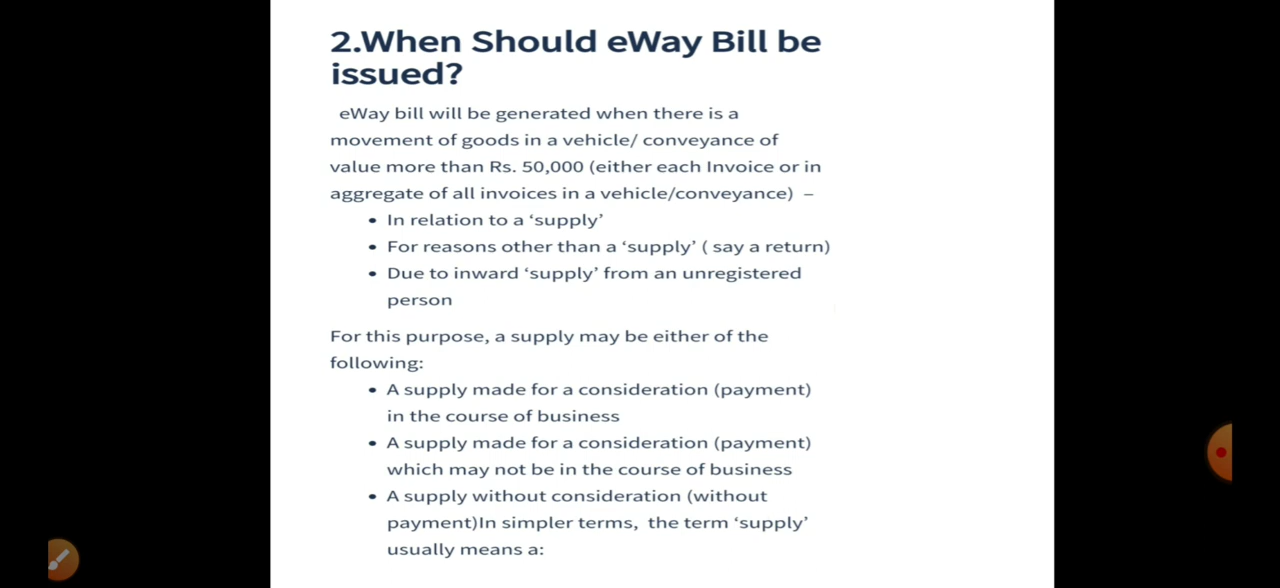 2.When Should eWay Bill be
issued?
eWay bill will be generated when there is a
movement of goods in a vehicle/ conveyance of
value more than Rs. 50,000 (either each Invoice or in
aggregate of all invoices in a vehicle/conveyance) –
• In relation to a ‘supply’
• For reasons other than a ‘supply’ ( say a return)
• Due to inward ‘supply’ from an unregistered
person
For this purpose, a supply may be either of the
following:
• A supply made for a consideration (payment)
in the course of business
• A supply made for a consideration (payment)
which may not be in the course of business
• A supply without consideration (without
payment)In simpler terms, the term ‘supply’
usually means a: